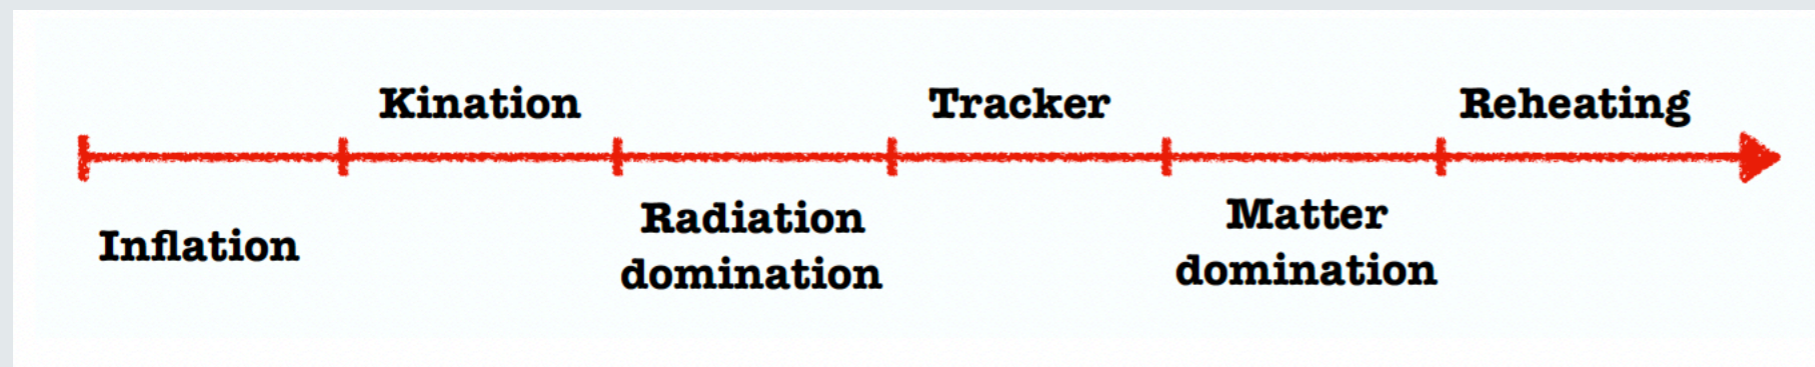 Inflation
Kination
Radiation
domination
Tracker
Matter
domination
Reheating